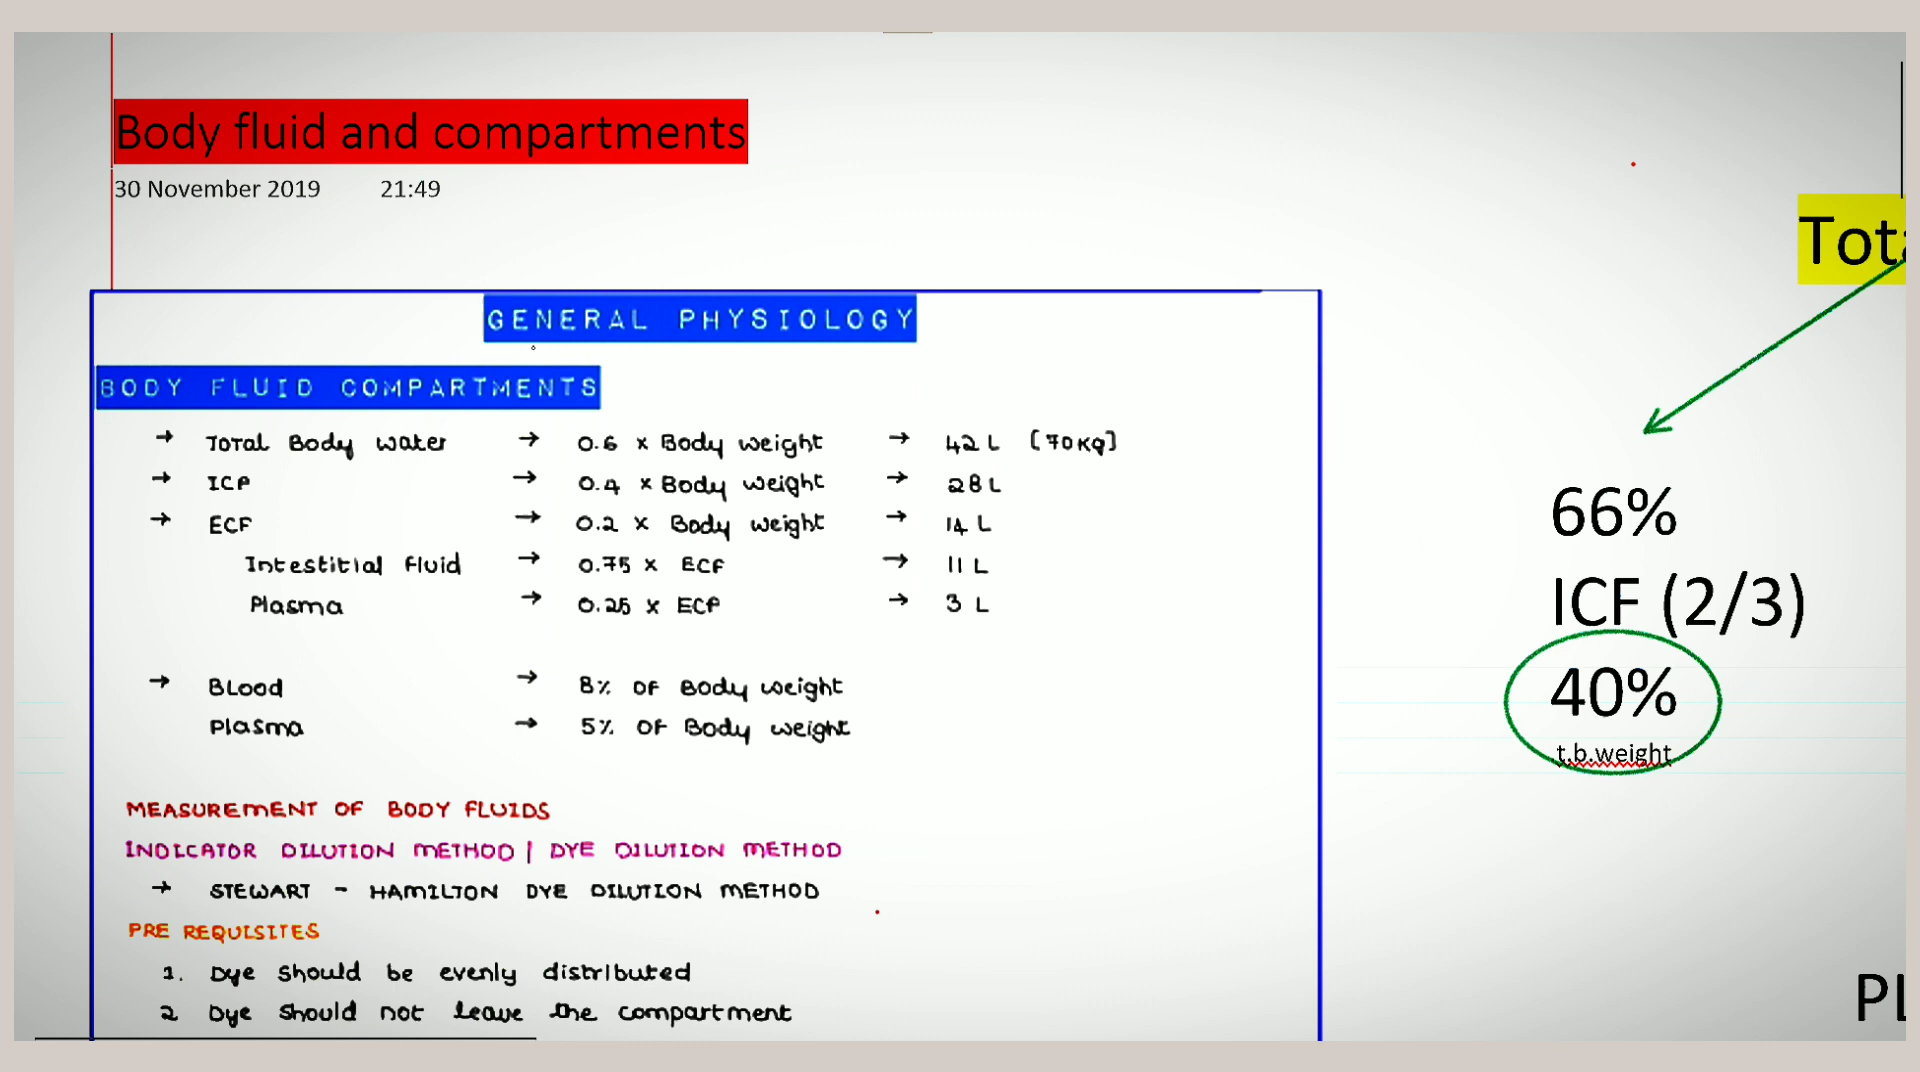 Body fluid and compartments
30 November 2019 21:49
GENERAL PHYSIOLOGY
BODY FLUID COMPARTMENTS
→ Total Body water → 0.6 x Body weight → 42 L [70Kg]
→ ICF → 0.4 x Body weight → 28 L
→ ECF → 0.2 x Body weight → 14 L
Intestitial Fluid → 0.75 x ECF → 11 L
Plasma → 0.25 x ECF → 3 L
→ Blood → 8% OF Body weight
Plasma → 5% OF Body weight
MEASUREMENT OF BODY FLUIDS
INDICATOR DILUTION METHOD | DYE DILUTION METHOD
→ STEWART - HAMILTON DYE DILUTION METHOD
PRE REQUISITES
1. Dye should be evenly distributed
2 Dye should not leave the compartment
66%
ICF (2/3)
40%
t.b.weight